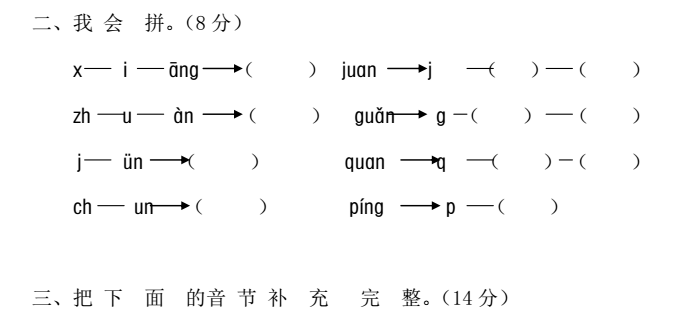 二、我 会 拼。(8 分)
x— i — āng→( ) juan →j —( )—( )
zh —u— àn →( ) guǎn→ g —( ) —( )
j— ün →( ) quan →q —( )—( )
ch — un→( ) píng →p —( )
三、把 下 面 的音 节 补 充 完 整。(14 分)